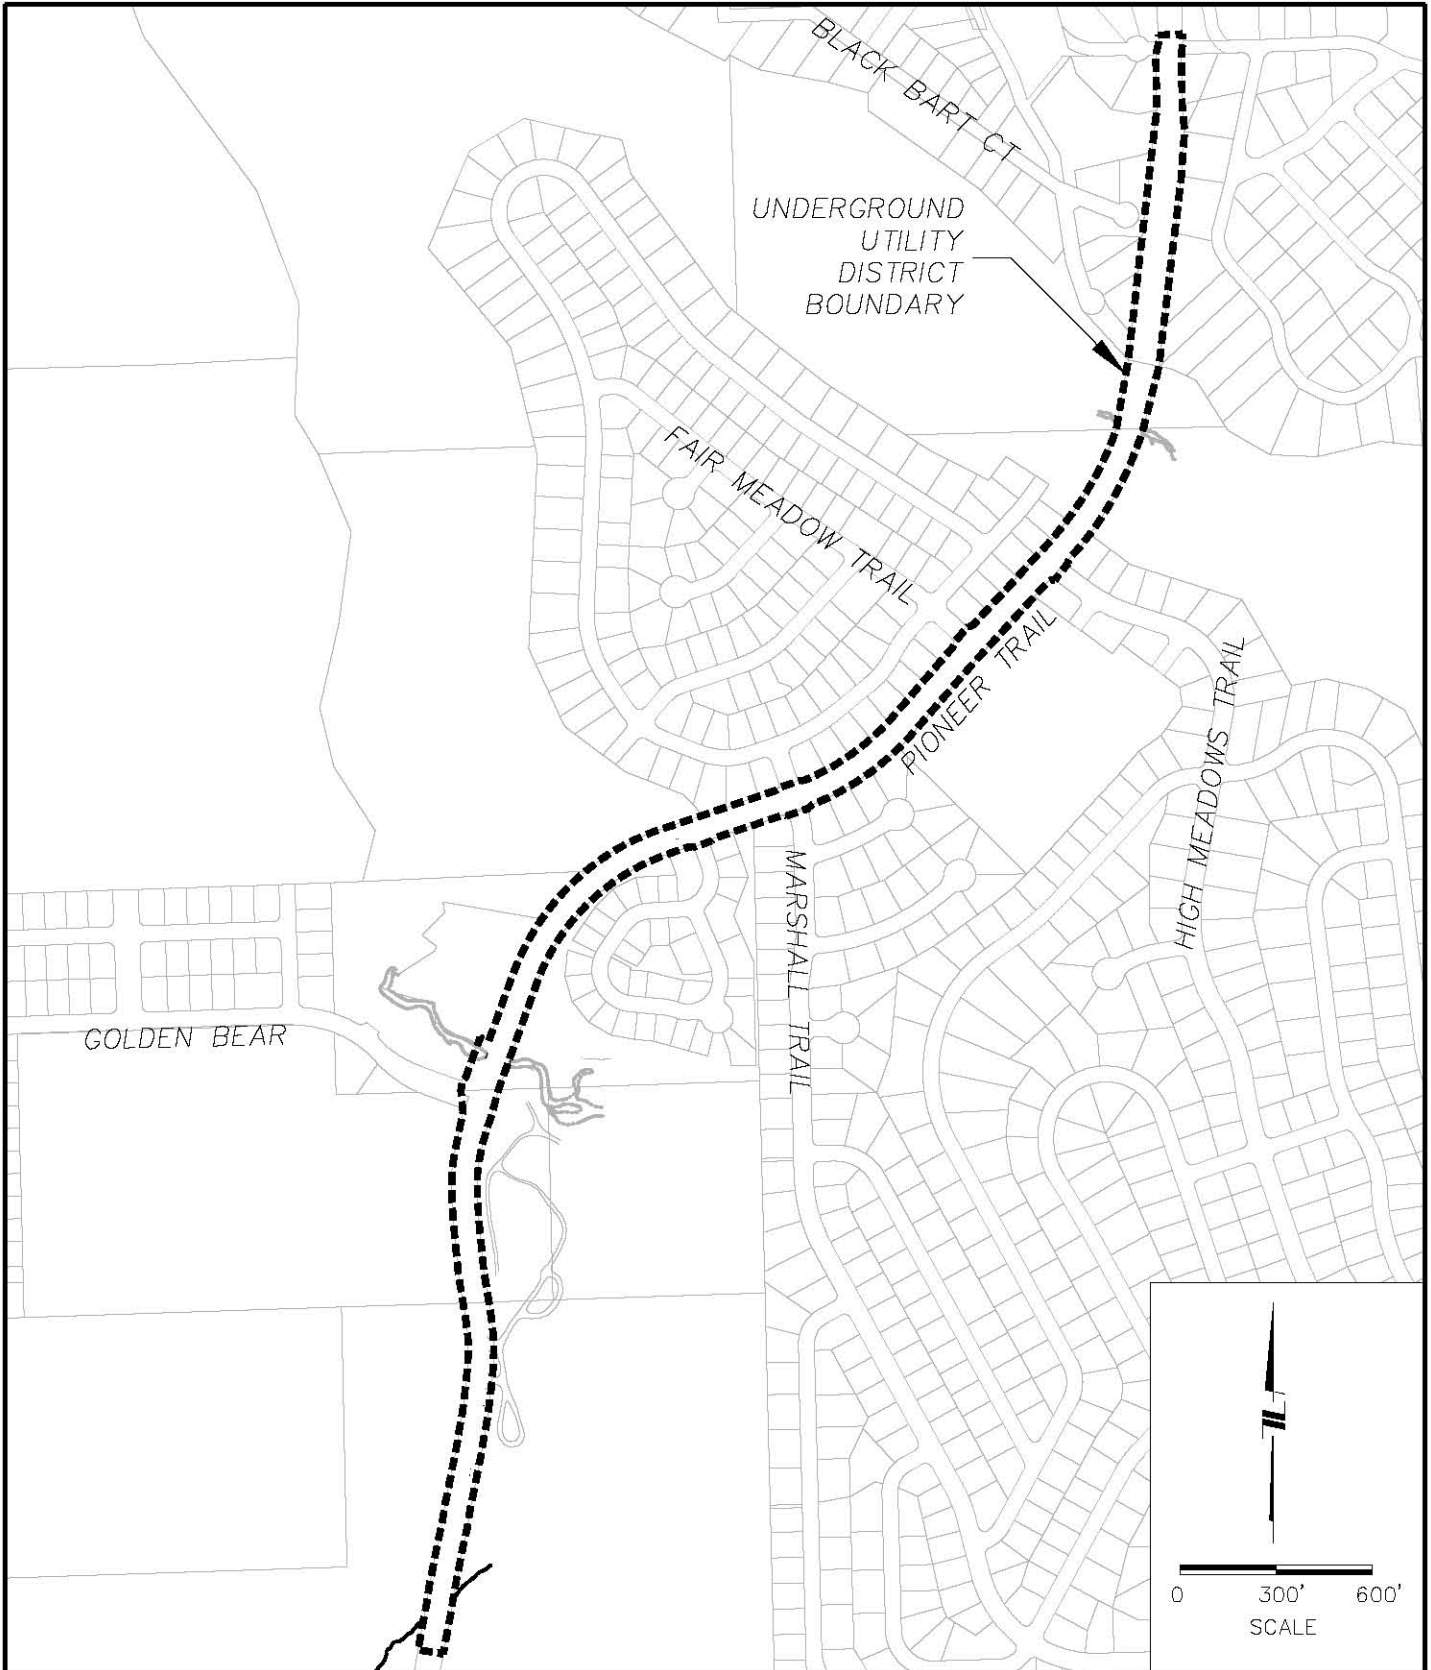 BLACK BART CT
UNDERGROUND
UTILITY
DISTRICT
BOUNDARY
FAIR MEADOW TRAIL
PIONEER TRAIL
HIGH MEADOWS TRAIL
MARSHALL TRAIL
GOLDEN BEAR
0 300' 600'
SCALE